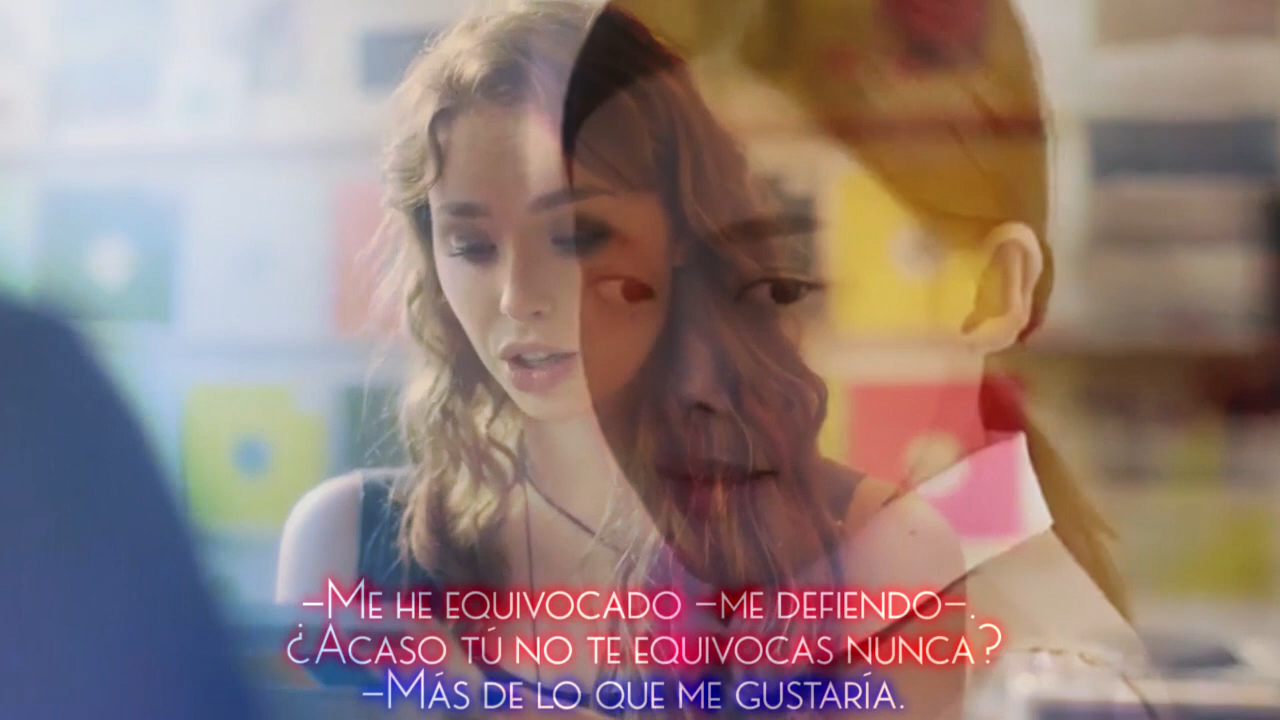 –Me he equivocado –me defiendo–.
¿Acaso tú no te equivocas nunca?
–Más de lo que me gustaría.